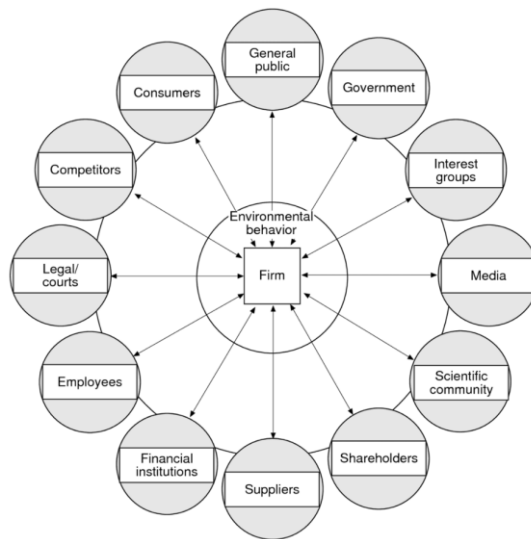 General
public
Consumers
Government
Competitors
Interest
groups
Environmental
behavior
Legal/
courts
Firm
Media
Employees
Scientific
community
Financial
institutions
Shareholders
Suppliers